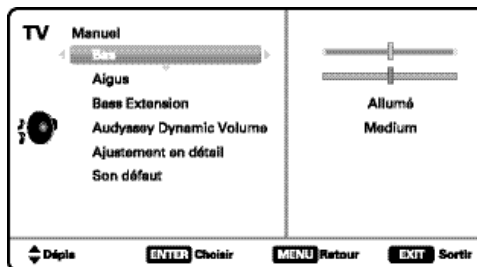 TV Manuel
Bas
Aigus
Bass Extension Allumé
Audyssey Dynamic Volume Medium
Ajustement en détail
Son défaut
Dépla ENTER Choisir MENU Retour EXIT Sortir